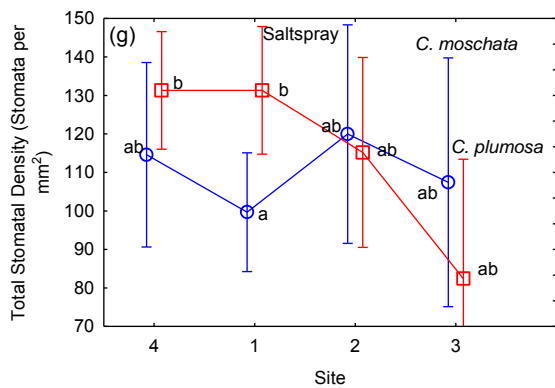 (g)
Saltspray
C. moschata
C. plumosa
Total Stomatal Density (Stomata per
mm²)
150
140
130
120
110
100
90
80
70
ab
b
b
ab
ab
a
ab
ab
4
1
2
3
Site